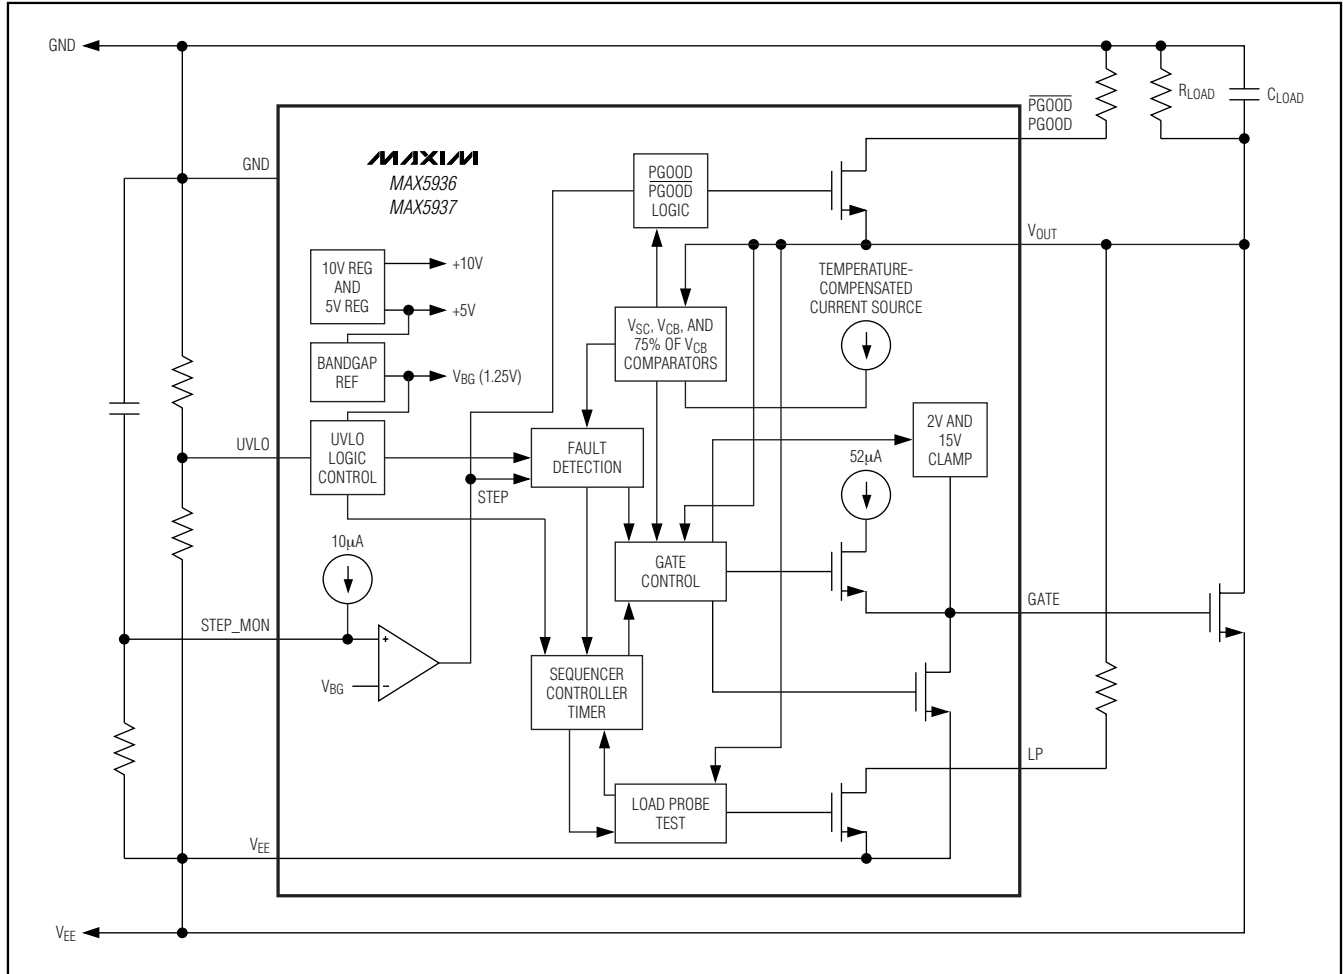 GND
R_LOAD
C_LOAD
P̅G̅O̅O̅D̅
PGOOD
GND
MAXIM
MAX5936
MAX5937
PGOOD
P̅G̅O̅O̅D̅
LOGIC
V_OUT
10V REG
AND
5V REG
+10V
+5V
TEMPERATURE-
COMPENSATED
CURRENT SOURCE
V_SC, V_CB, AND
75% OF V_CB
COMPARATORS
BANDGAP
REF
V_BG (1.25V)
UVLO
UVLO
LOGIC
CONTROL
FAULT
DETECTION
STEP
2V AND
15V
CLAMP
52µA
10µA
GATE
CONTROL
GATE
STEP_MON
V_BG
SEQUENCER
CONTROLLER
TIMER
LP
LOAD PROBE
TEST
V_EE
V_EE
+
−